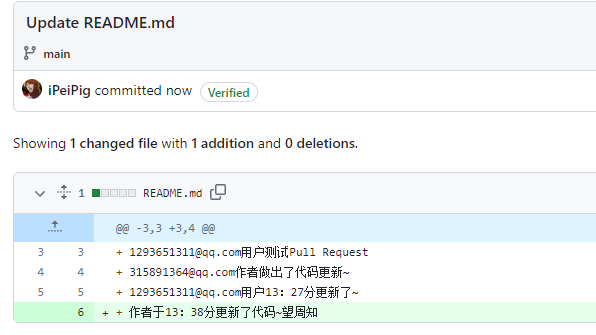 Update README.md
main
iPeiPig committed now Verified
Showing 1 changed file with 1 addition and 0 deletions.
1 README.md
@@ -3,3 +3,4 @@
3 3 + 1293651311@qq.com用户测试Pull Request
4 4 + 315891364@qq.com作者做出了代码更新~
5 5 + 1293651311@qq.com用户13：27分更新了~
6 + + 作者于13：38分更新了代码~望周知